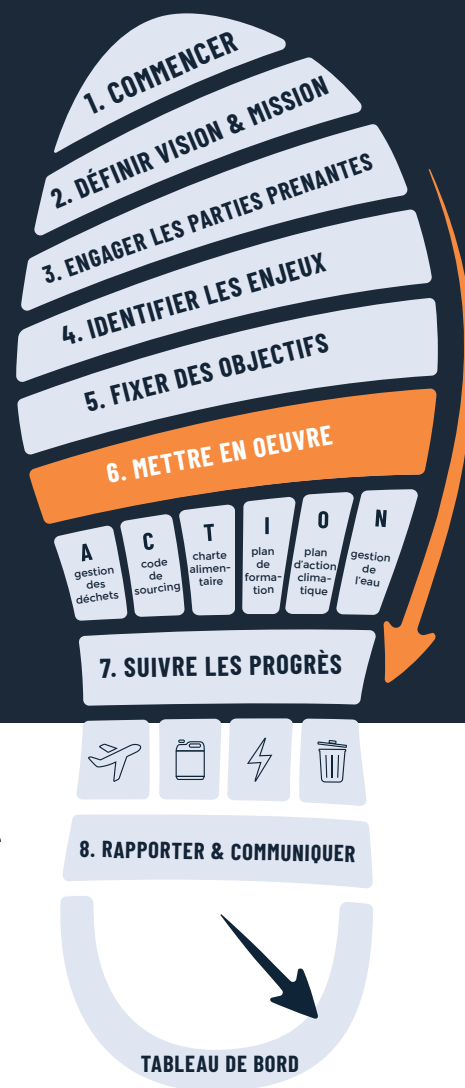 1. COMMENCER
2. DÉFINIR VISION & MISSION
3. ENGAGER LES PARTIES PRENANTES
4. IDENTIFIER LES ENJEUX
5. FIXER DES OBJECTIFS
6. METTRE EN OEUVRE
A
gestion
des
déchets
C
code
de
sourcing
T
charte
alimen-
taire
I
plan
de
forma-
tion
O
plan
d'action
clima-
tique
N
gestion
de
l'eau
7. SUIVRE LES PROGRÈS
8. RAPPORTER & COMMUNIQUER
TABLEAU DE BORD